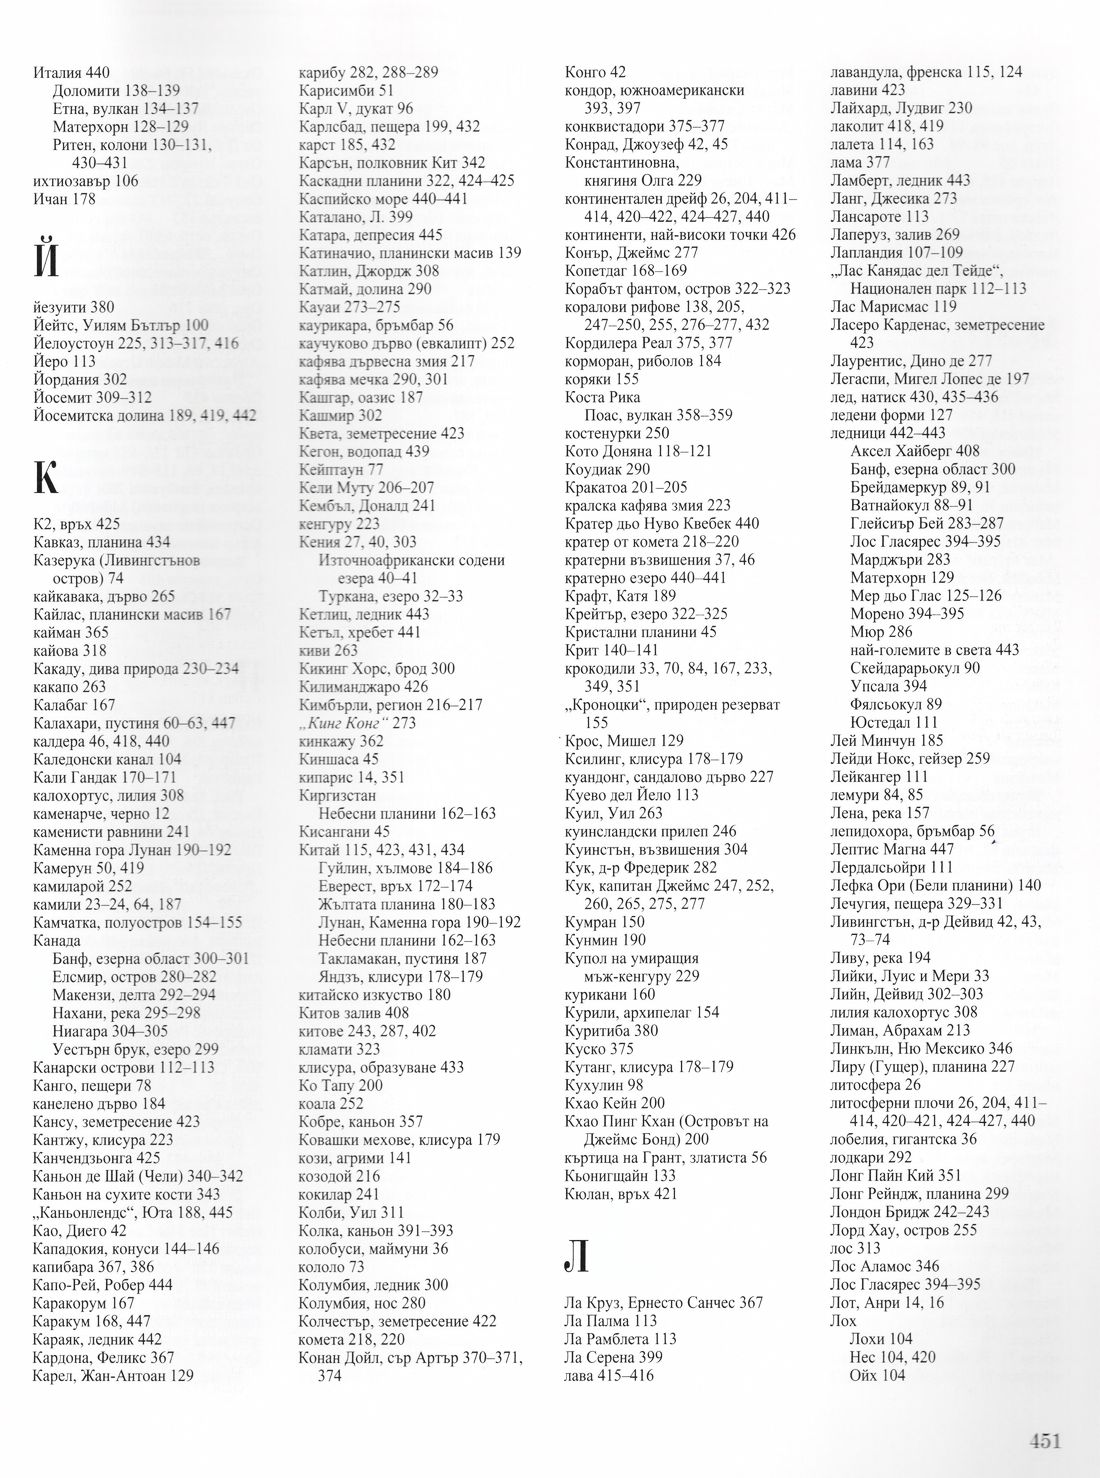 Италия 440
Доломити 138–139
Етна, вулкан 134–137
Матерхорн 128–129
Ритен, колони 130–131,
430–431
ихтиозавър 106
Ичан 178
Й
йезуити 380
Йейтс, Уилям Бътлър 100
Йелоустоун 225, 313–317, 416
Йеро 113
Йордания 302
Йосемит 309–312
Йосемитска долина 189, 419, 442
К
К2, връх 425
Кавказ, планина 434
Казерука (Ливингстънов
остров) 74
кайкавака, дърво 265
Кайлас, планински масив 167
кайман 365
кайова 318
Какаду, дива природа 230–234
какапо 263
Калабаг 167
Калахари, пустиня 60–63, 447
калдера 46, 418, 440
Каледонски канал 104
Кали Гандак 170–171
калохортус, лилия 308
каменарче, черно 12
каменисти равнини 241
Каменна гора Лунан 190–192
Камерун 50, 419
камиларой 252
камили 23–24, 64, 187
Камчатка, полуостров 154–155
Канада
Банф, езерна област 300–301
Елсмир, остров 280–282
Макензи, делта 292–294
Нахани, река 295–298
Ниагара 304–305
Уестърн брук, езеро 299
Канарски острови 112–113
Канго, пещери 78
канелено дърво 184
Кансу, земетресение 423
Кантжу, клисура 223
Канчендзьонга 425
Каньон де Шай (Чели) 340–342
Каньон на сухите кости 343
„Каньонлендс“, Юта 188, 445
Као, Диего 42
Кападокия, конуси 144–146
капибара 367, 386
Капо-Рей, Робер 444
Каракорум 167
Каракум 168, 447
Караяк, ледник 442
Кардона, Феликс 367
Карел, Жан-Антоан 129
карибу 282, 288–289
Карисимби 51
Карл V, дукат 96
Карлсбад, пещера 199, 432
карст 185, 432
Карсън, полковник Кит 342
Каскадни планини 322, 424–425
Каспийско море 440–441
Каталано, Л. 399
Катара, депресия 445
Катиначио, планински масив 139
Катлин, Джордж 308
Катмай, долина 290
Кауаи 273–275
каурикара, бръмбар 56
каучуково дърво (евкалипт) 252
кафява дървесна змия 217
кафява мечка 290, 301
Кашгар, оазис 187
Кашмир 302
Квета, земетресение 423
Кегон, водопад 439
Кейптаун 77
Кели Муту 206–207
Кембъл, Доналд 241
кенгуру 223
Кения 27, 40, 303
Източноафрикански содени
езера 40–41
Туркана, езеро 32–33
Кетлиц, ледник 443
Кетъл, хребет 441
киви 263
Кикинг Хорс, брод 300
Килиманджаро 426
Кимбърли, регион 216–217
„Кинг Конг“ 273
кинкажу 362
Киншаса 45
кипарис 14, 351
Киргизстан
Небесни планини 162–163
Кисангани 45
Китай 115, 423, 431, 434
Гуйлин, хълмове 184–186
Еверест, връх 172–174
Жълтата планина 180–183
Лунан, Каменна гора 190–192
Небесни планини 162–163
Такламакан, пустиня 187
Яндзъ, клисури 178–179
китайско изкуство 180
Китов залив 408
китове 243, 287, 402
кламати 323
клисура, образуване 433
Ко Тапу 200
коала 252
Кобре, каньон 357
Ковашки мехове, клисура 179
кози, агрими 141
козодой 216
кокилар 241
Колби, Уил 311
Колка, каньон 391–393
колобуси, маймуни 36
кололо 73
Колумбия, ледник 300
Колумбия, нос 280
Колчестър, земетресение 422
комета 218, 220
Конан Дойл, сър Артър 370–371,
374
Конго 42
кондор, южноамерикански
393, 397
конквистадори 375–377
Конрад, Джоузеф 42, 45
Константиновна,
княгиня Олга 229
континентален дрейф 26, 204, 411–
414, 420–422, 424–427, 440
континенти, най-високи точки 426
Конър, Джеймс 277
Копетдаг 168–169
Корабът фантом, остров 322–323
коралови рифове 138, 205,
247–250, 255, 276–277, 432
Кордилера Реал 375, 377
корморан, риболов 184
коряки 155
Коста Рика
Поас, вулкан 358–359
костенурки 250
Кото Доняна 118–121
Коудиак 290
Кракатоа 201–205
кралска кафява змия 223
Кратер дьо Нуво Квебек 440
кратер от комета 218–220
кратерни възвишения 37, 46
кратерно езеро 440–441
Крафт, Катя 189
Крейтър, езеро 322–325
Кристални планини 45
Крит 140–141
крокодили 33, 70, 84, 167, 233,
349, 351
„Кроноцки“, природен резерват
155
Крос, Мишел 129
Ксилинг, клисура 178–179
куандонг, сандалово дърво 227
Куево дел Йело 113
Куил, Уил 263
куинсландски прилеп 246
Куинстън, възвишения 304
Кук, д-р Фредерик 282
Кук, капитан Джеймс 247, 252,
260, 265, 275, 277
Кумран 150
Кунмин 190
Купол на умиращия
мъж-кенгуру 229
курикани 160
Курили, архипелаг 154
Куритиба 380
Куско 375
Кутанг, клисура 178–179
Кухулин 98
Кхао Кейн 200
Кхао Пинг Кхан (Островът на
Джеймс Бонд) 200
къртица на Грант, златиста 56
Кьонигщайн 133
Кюлан, връх 421
Л
Ла Круз, Ернесто Санчес 367
Ла Палма 113
Ла Рамблета 113
Ла Серена 399
лава 415–416
лавандула, френска 115, 124
лавини 423
Лайхард, Лудвиг 230
лаколит 418, 419
лалета 114, 163
лама 377
Ламберт, ледник 443
Ланг, Джесика 273
Лансароте 113
Лаперуз, залив 269
Лапландия 107–109
„Лас Канядас дел Тейде“,
Национален парк 112–113
Лас Марисмас 119
Ласеро Карденас, земетресение
423
Лаурентис, Дино де 277
Легаспи, Мигел Лопес де 197
лед, натиск 430, 435–436
ледени форми 127
ледници 442–443
Аксел Хайберг 408
Банф, езерна област 300
Брейдамеркур 89, 91
Ватнайокул 88–91
Глейсиър Бей 283–287
Лос Гласярес 394–395
Марджъри 283
Матерхорн 129
Мер дьо Глас 125–126
Морено 394–395
Мюр 286
най-големите в света 443
Скейдарарьокул 90
Упсала 394
Фялсьокул 89
Юстедал 111
Лей Минчун 185
Лейди Нокс, гейзер 259
Лейкангер 111
лемури 84, 85
Лена, река 157
лепидохора, бръмбар 56
Лептис Магна 447
Лердалсьойри 111
Лефка Ори (Бели планини) 140
Лечугия, пещера 329–331
Ливингстън, д-р Дейвид 42, 43,
73–74
Ливу, река 194
Лийки, Луис и Мери 33
Лийн, Дейвид 302–303
лилия калохортус 308
Лиман, Абрахам 213
Линкълн, Ню Мексико 346
Лиру (Гущер), планина 227
литосфера 26
литосферни плочи 26, 204, 411–
414, 420–421, 424–427, 440
лобелия, гигантска 36
лодкари 292
Лонг Пайн Кий 351
Лонг Рейндж, планина 299
Лондон Бридж 242–243
Лорд Хау, остров 255
лос 313
Лос Аламос 346
Лос Гласярес 394–395
Лот, Анри 14, 16
Лох
Лохи 104
Нес 104, 420
Ойх 104
451